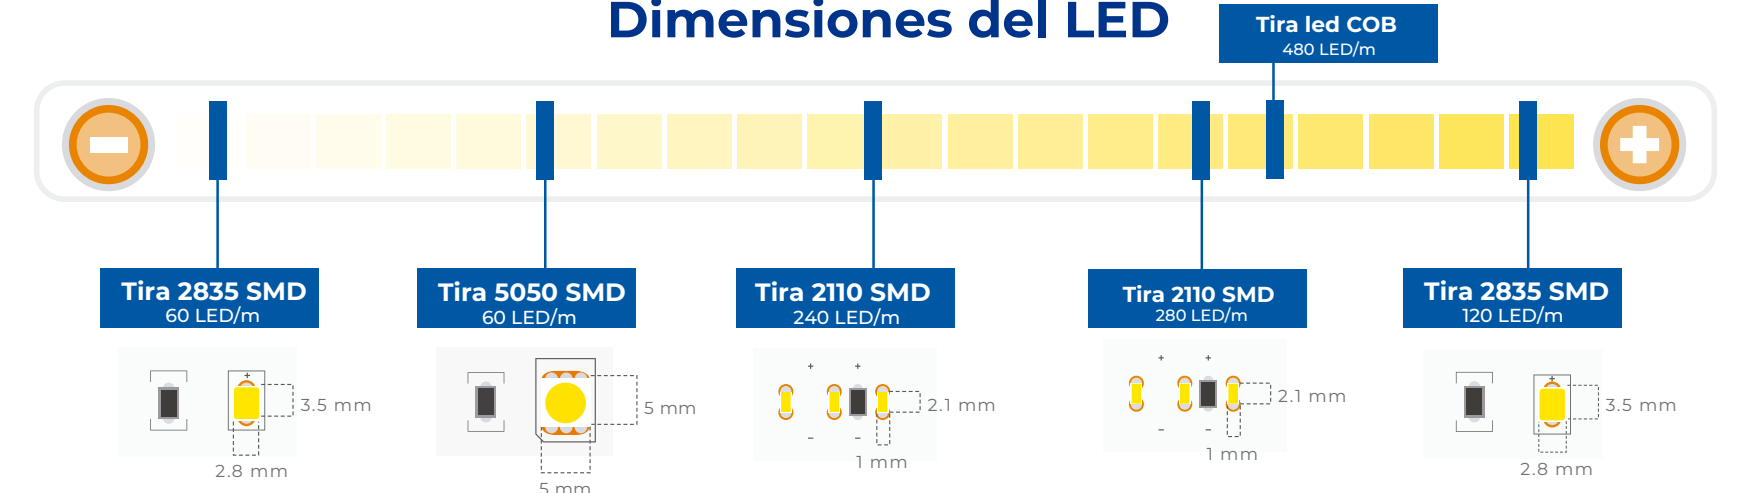 Dimensiones del LED
Tira led COB
480 LED/m
Tira 2835 SMD
60 LED/m
Tira 5050 SMD
60 LED/m
Tira 2110 SMD
240 LED/m
Tira 2110 SMD
280 LED/m
Tira 2835 SMD
120 LED/m
3.5 mm
2.8 mm
5 mm
5 mm
2.1 mm
1 mm
2.1 mm
1 mm
3.5 mm
2.8 mm